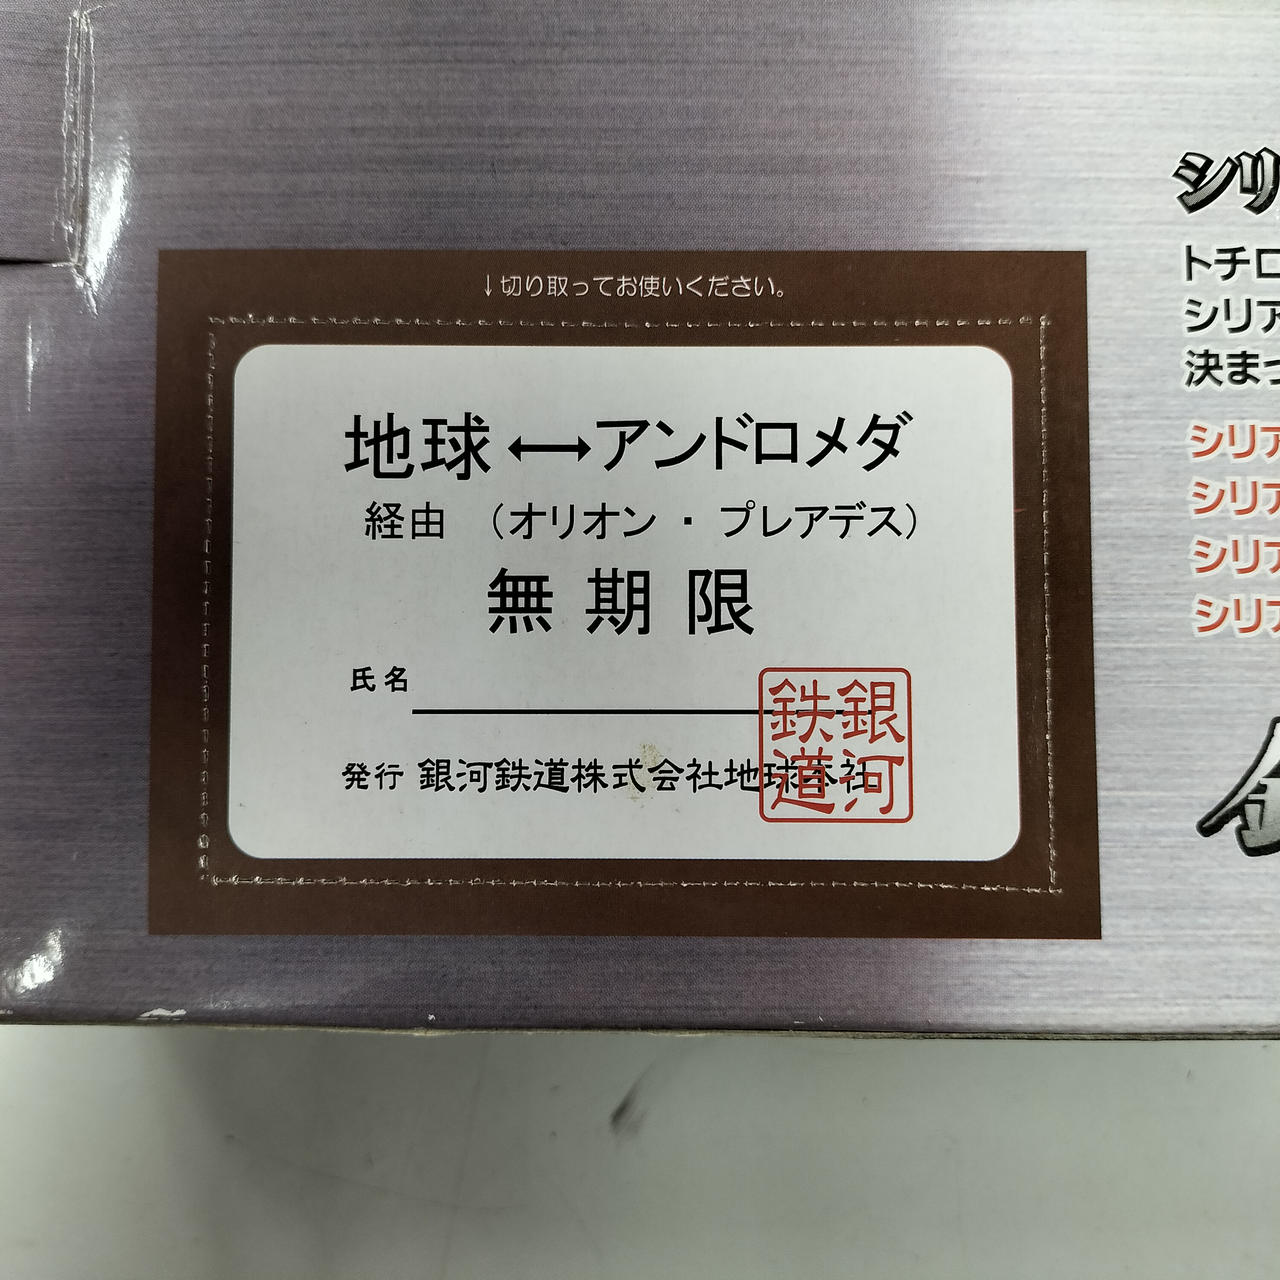 ↓切り取ってお使いください。
地球↔アンドロメダ
経由 （オリオン・プレアデス）
無期限
氏名
発行 銀河鉄道株式会社地球本社
銀河
鉄道
シリ
トチロ
シリア
決まっ
シリア
シリア
シリア
シリア